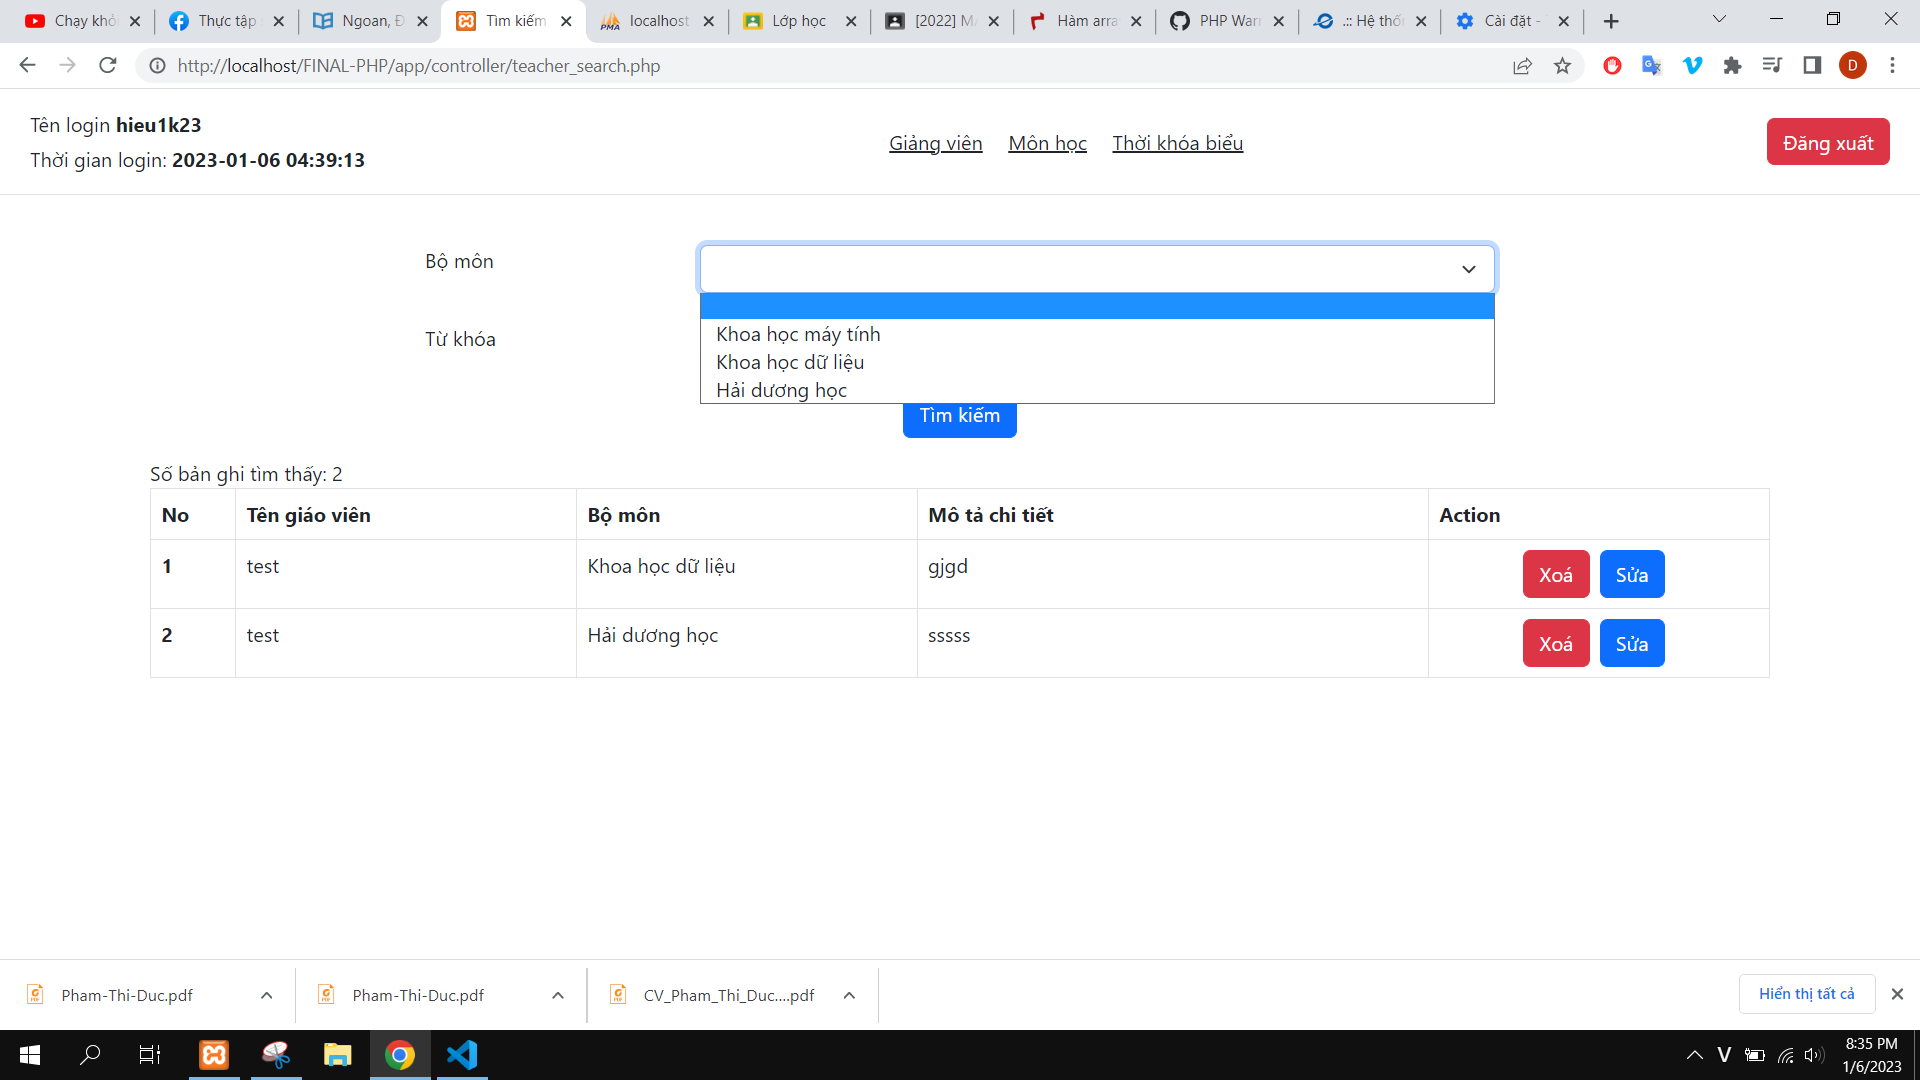 Chạy khỏ
Thực tập
Ngoan, Đ
Tìm kiếm
localhost
Lớp học
[2022] M
Hàm arra
PHP Warn
.:: Hệ thố
Cài đặt -
http://localhost/FINAL-PHP/app/controller/teacher_search.php
D
Tên login hieu1k23
Thời gian login: 2023-01-06 04:39:13
Giảng viên Môn học Thời khóa biểu
Đăng xuất
Bộ môn
Từ khóa
Khoa học máy tính
Khoa học dữ liệu
Hải dương học
Tìm kiếm
Số bản ghi tìm thấy: 2
No Tên giáo viên Bộ môn Mô tả chi tiết Action
1 test Khoa học dữ liệu gjgd Xoá Sửa
2 test Hải dương học sssss Xoá Sửa
Pham-Thi-Duc.pdf
Pham-Thi-Duc.pdf
CV_Pham_Thi_Duc....pdf
Hiển thị tất cả
V
8:35 PM
1/6/2023